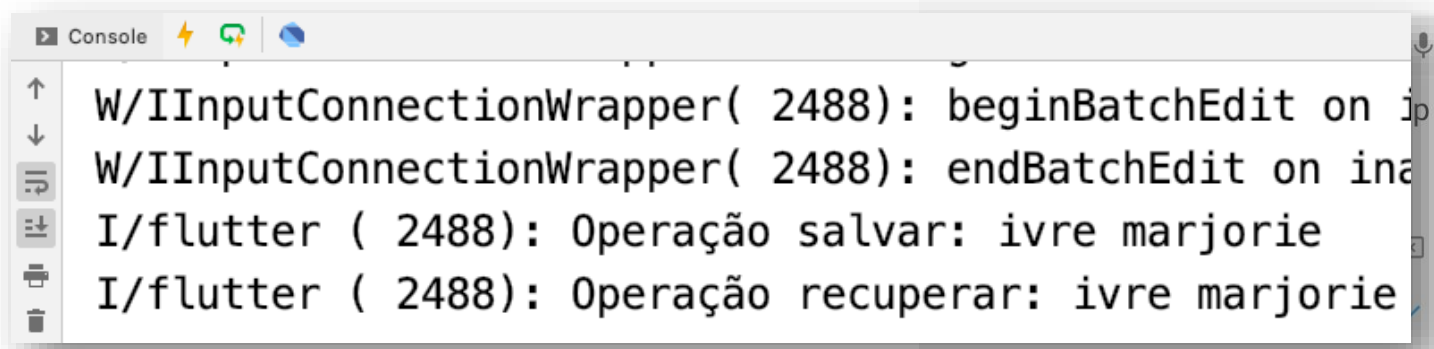 Console
W/IInputConnectionWrapper( 2488): beginBatchEdit on
W/IInputConnectionWrapper( 2488): endBatchEdit on
I/flutter ( 2488): Operação salvar: ivre marjorie
I/flutter ( 2488): Operação recuperar: ivre marjorie